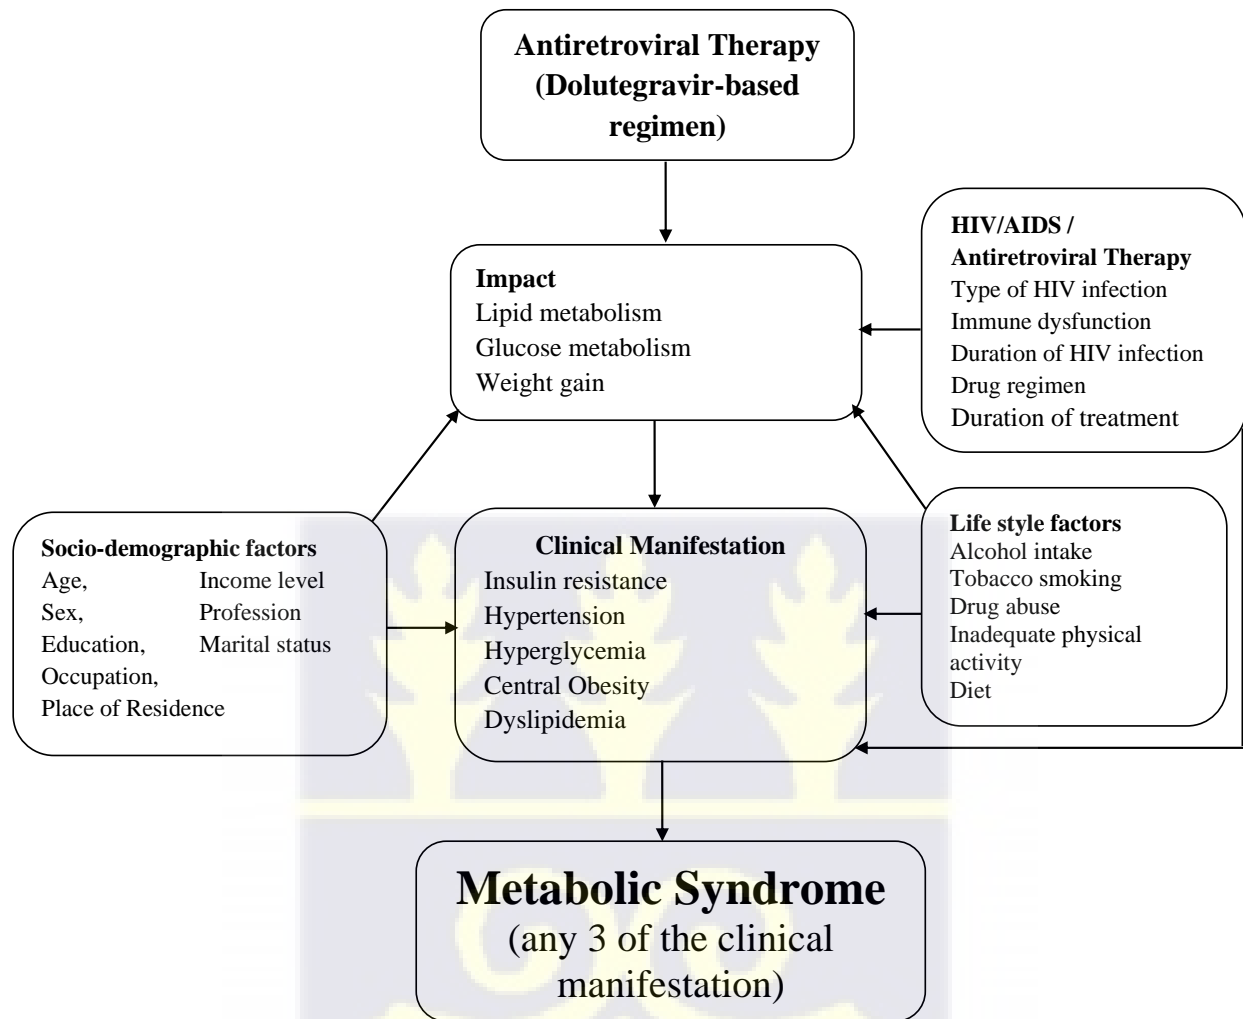 Antiretroviral Therapy
(Dolutegravir-based
regimen)
HIV/AIDS /
Antiretroviral Therapy
Type of HIV infection
Immune dysfunction
Duration of HIV infection
Drug regimen
Duration of treatment
Impact
Lipid metabolism
Glucose metabolism
Weight gain
Socio-demographic factors
Age, Income level
Sex, Profession
Education, Marital status
Occupation,
Place of Residence
Clinical Manifestation
Insulin resistance
Hypertension
Hyperglycemia
Central Obesity
Dyslipidemia
Life style factors
Alcohol intake
Tobacco smoking
Drug abuse
Inadequate physical
activity
Diet
Metabolic Syndrome
(any 3 of the clinical
manifestation)